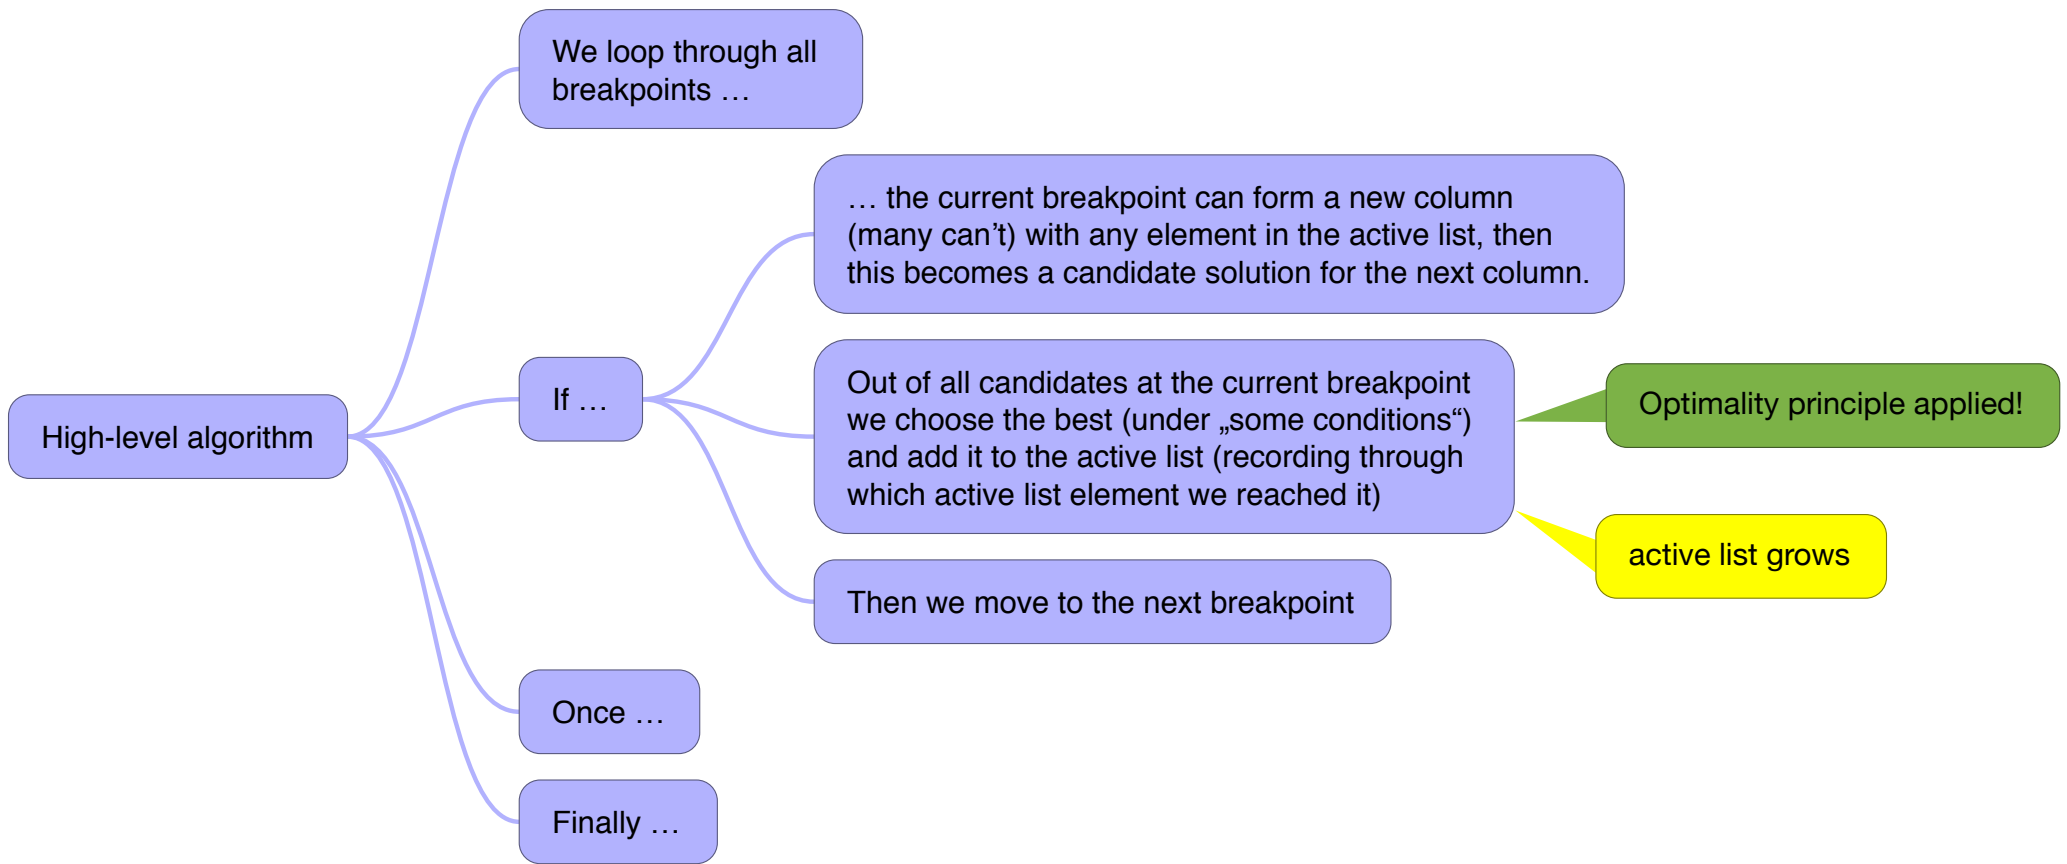 We loop through all
breakpoints …
… the current breakpoint can form a new column
(many can’t) with any element in the active list, then
this becomes a candidate solution for the next column.
High-level algorithm
If …
Out of all candidates at the current breakpoint
we choose the best (under „some conditions“)
and add it to the active list (recording through
which active list element we reached it)
Optimality principle applied!
active list grows
Then we move to the next breakpoint
Once …
Finally …